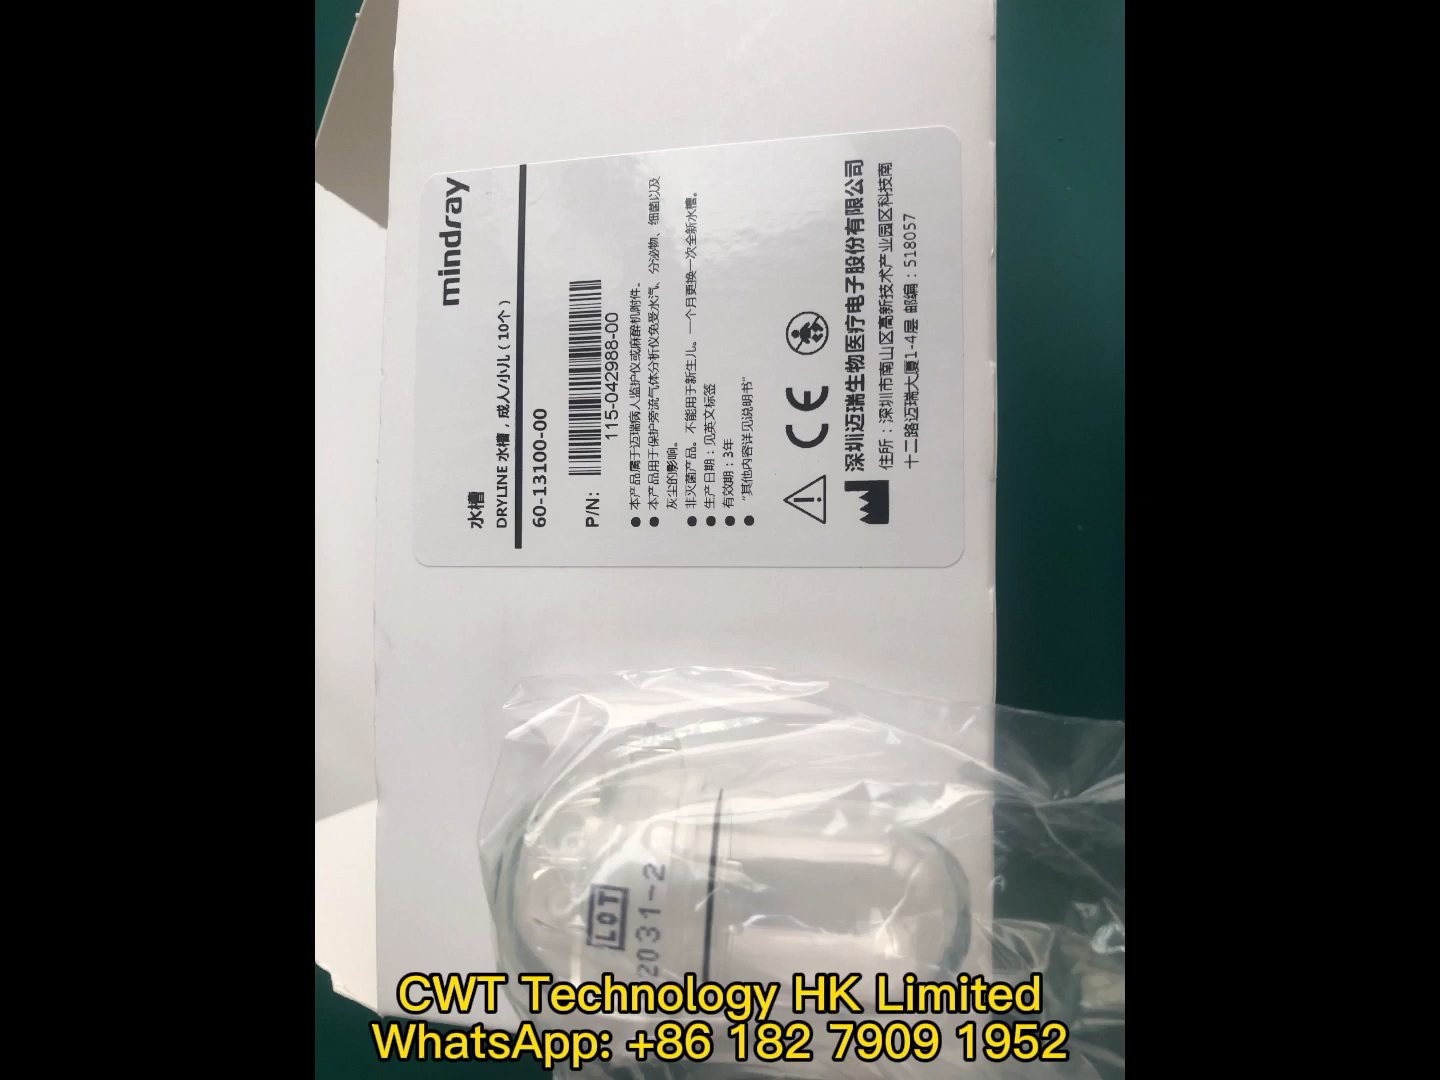 mindray
水槽
DRYLINE 水槽，成人/小儿（10个）
60-13100-00
P/N:
115-042988-00
● 本产品属于迈瑞病人监护仪或麻醉机附件。
● 本产品用于保护旁流气体分析仪免受水汽、分泌物、细菌以及
灰尘的影响。
● 非灭菌产品。不能用于新生儿。一个月更换一次全新水槽。
● 生产日期：见英文标签
● 有效期：3年
● “其他内容详见说明书”
CE
深圳迈瑞生物医疗电子股份有限公司
住所：深圳市南山区高新技术产业园区科技南
十二路迈瑞大厦1-4层 邮编：518057
LOT
2031-2
CWT Technology HK Limited
WhatsApp: +86 182 7909 1952